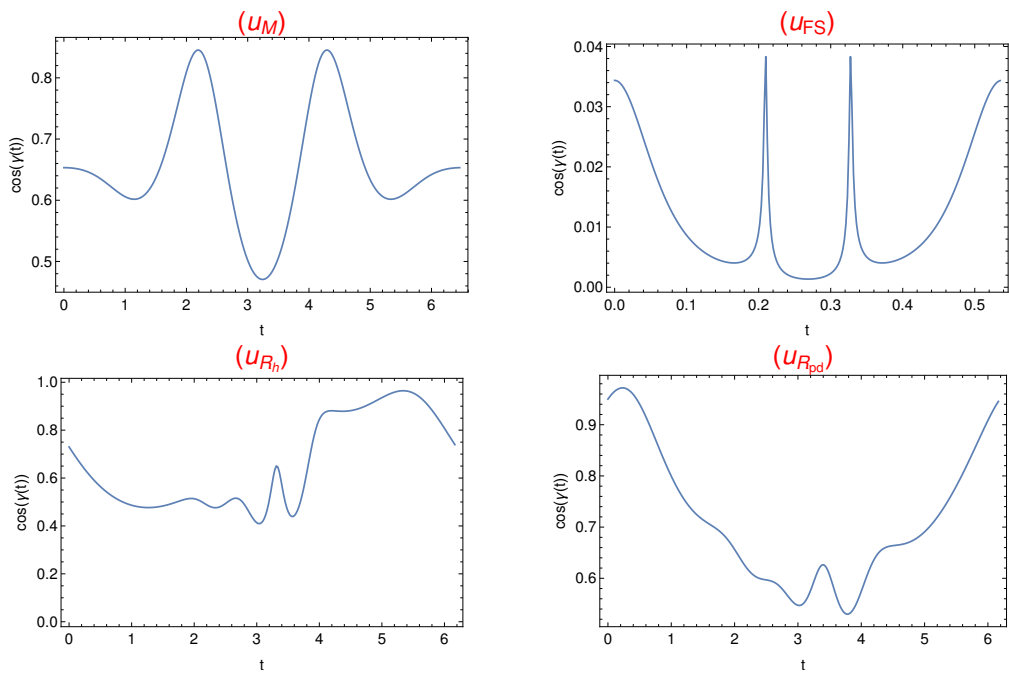 (u_M)
cos(γ(t))
0.8
0.7
0.6
0.5
0 1 2 3 4 5 6
t
(u_FS)
cos(γ(t))
0.04
0.03
0.02
0.01
0.00
0.0 0.1 0.2 0.3 0.4 0.5
t
(u_{R_h})
cos(γ(t))
1.0
0.8
0.6
0.4
0.2
0.0
0 1 2 3 4 5 6
t
(u_{R_pd})
cos(γ(t))
0.9
0.8
0.7
0.6
0 1 2 3 4 5 6
t